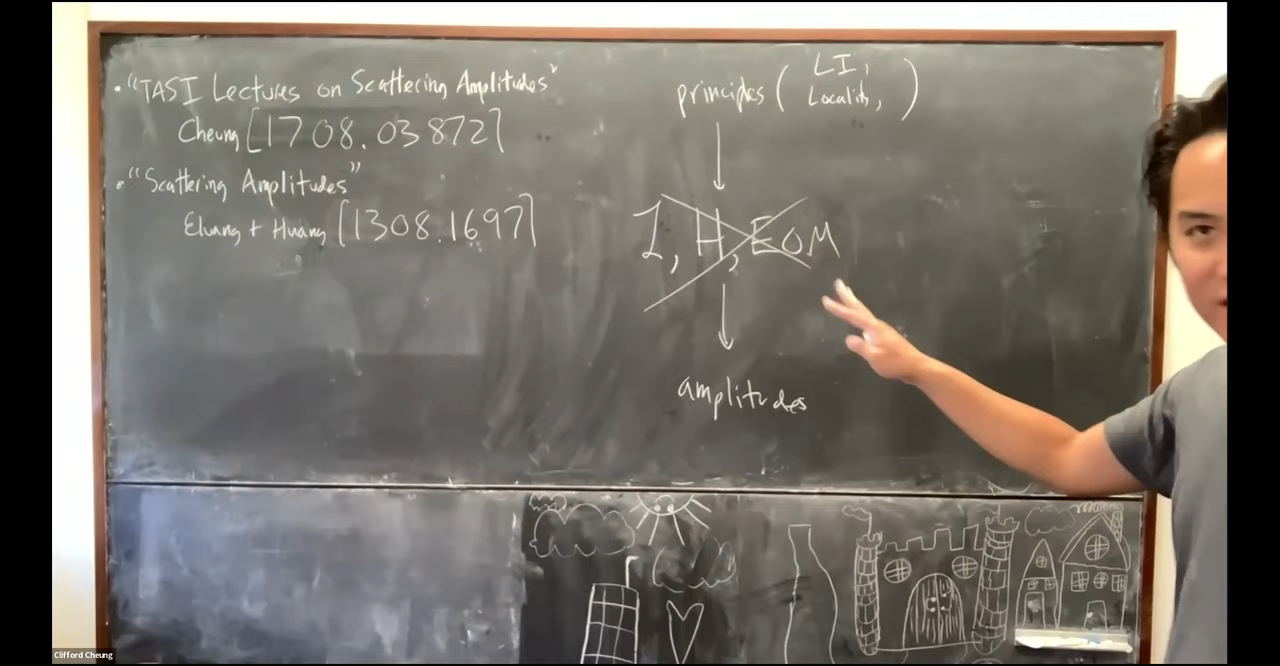 • "TASI Lectures on Scattering Amplitudes"
Cheung [1708.03872]
• "Scattering Amplitudes"
Elvang + Huang [1308.1697]
principles ( LI,
Locality, )
L, H, EOM
amplitudes
Clifford Cheung